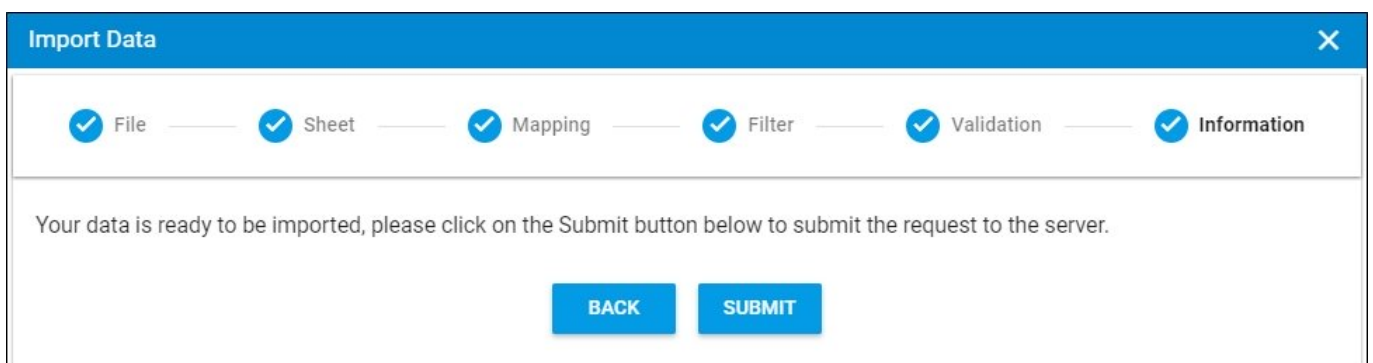 Import Data
File Sheet Mapping Filter Validation Information
Your data is ready to be imported, please click on the Submit button below to submit the request to the server.
BACK SUBMIT